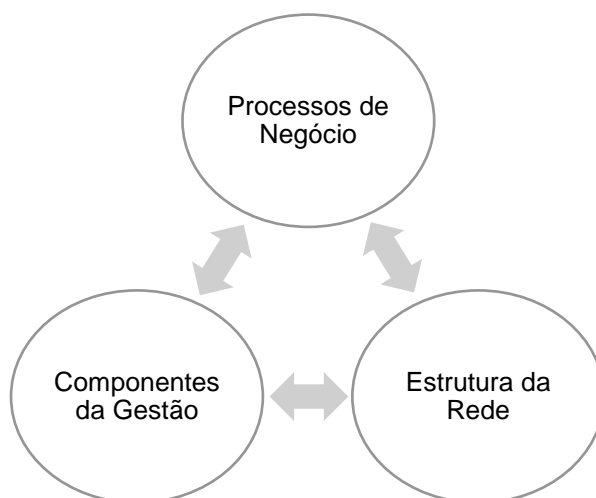 Processos de
Negócio
Componentes
da Gestão
Estrutura da
Rede